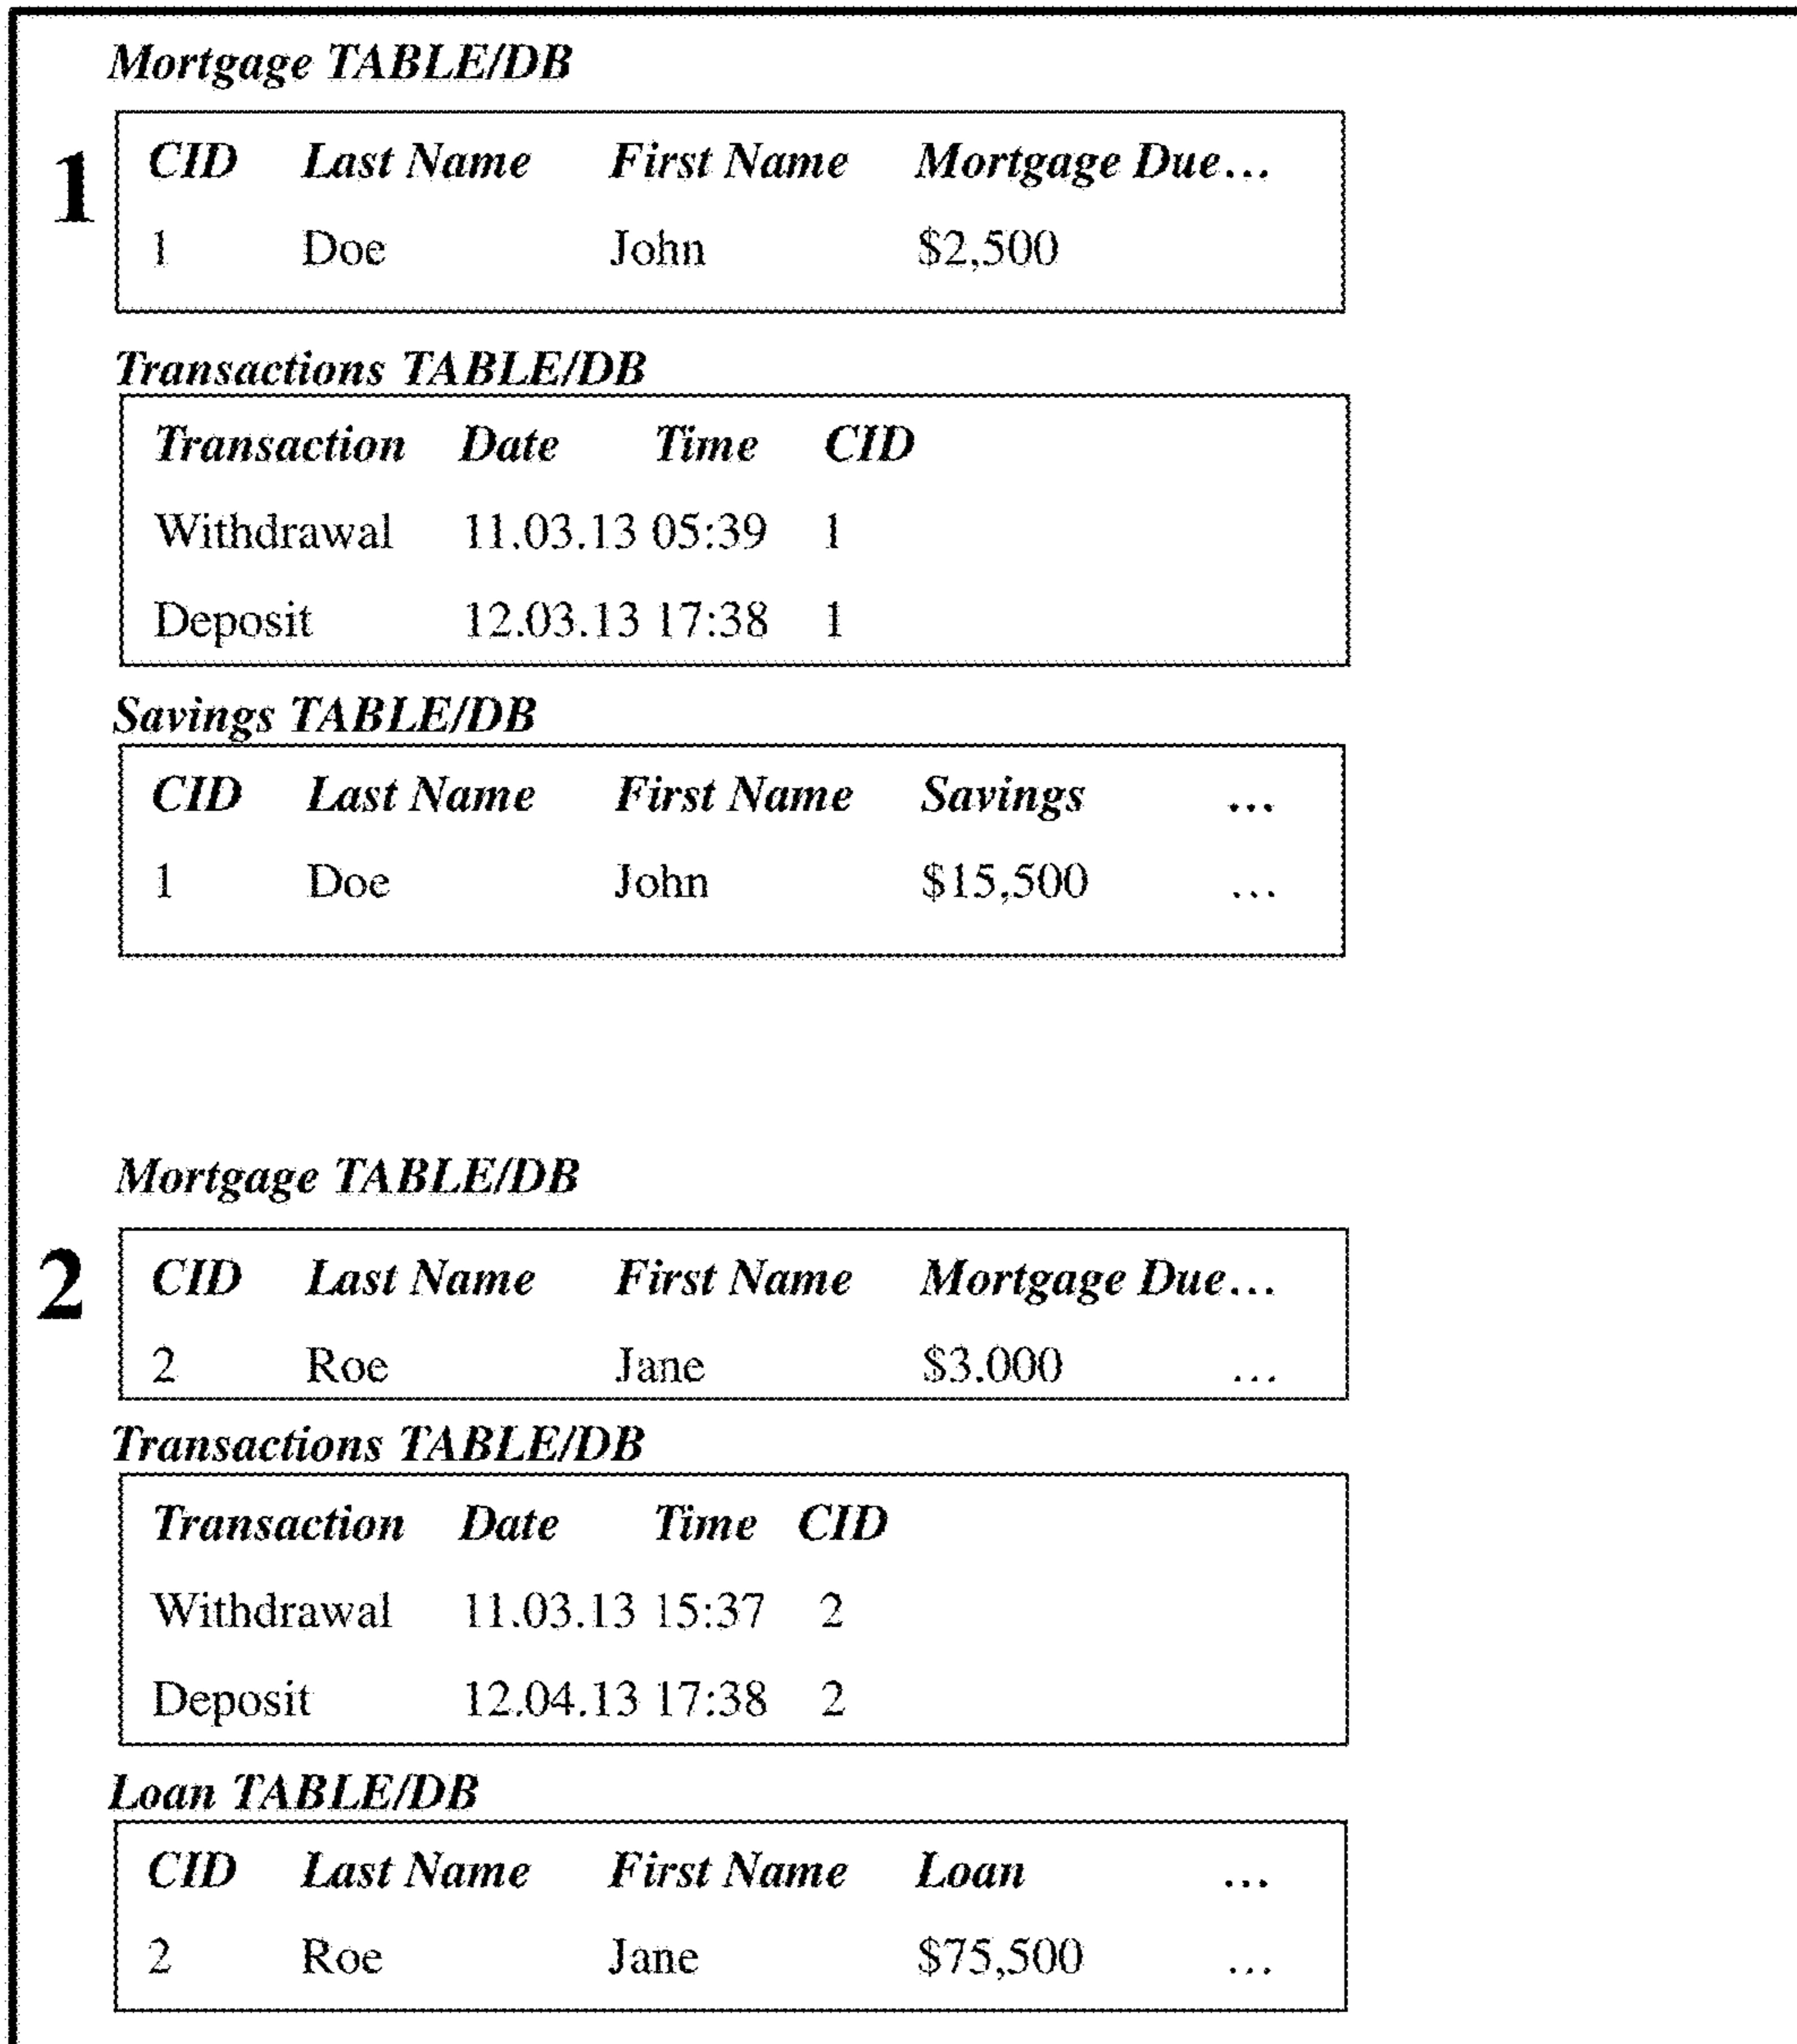 Mortgage TABLE/DB
1
CID Last Name First Name Mortgage Due...
1 Doe John $2,500
Transactions TABLE/DB
Transaction Date Time CID
Withdrawal 11.03.13 05:39 1
Deposit 12.03.13 17:38 1
Savings TABLE/DB
CID Last Name First Name Savings ...
1 Doe John $15,500 ...
Mortgage TABLE/DB
2
CID Last Name First Name Mortgage Due...
2 Roe Jane $3.000 ...
Transactions TABLE/DB
Transaction Date Time CID
Withdrawal 11.03.13 15:37 2
Deposit 12.04.13 17:38 2
Loan TABLE/DB
CID Last Name First Name Loan ...
2 Roe Jane $75,500 ...